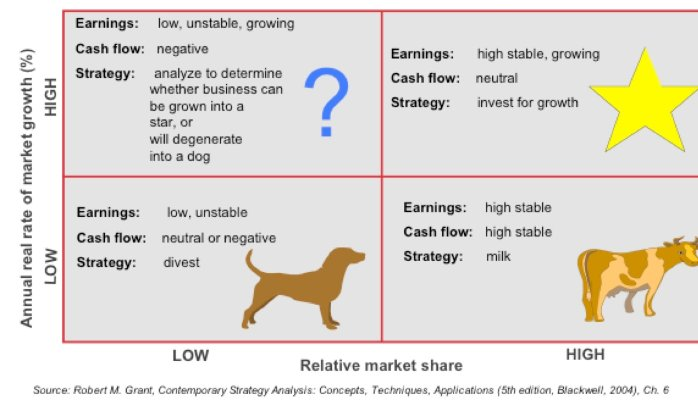 Annual real rate of market growth (%)
HIGH
LOW
Earnings: low, unstable, growing
Cash flow: negative
Strategy: analyze to determine
whether business can
be grown into a
star, or
will degenerate
into a dog
?
Earnings: high stable, growing
Cash flow: neutral
Strategy: invest for growth
Earnings: low, unstable
Cash flow: neutral or negative
Strategy: divest
Earnings: high stable
Cash flow: high stable
Strategy: milk
LOW
HIGH
Relative market share
Source: Robert M. Grant, Contemporary Strategy Analysis: Concepts, Techniques, Applications (5th edition, Blackwell, 2004), Ch. 6